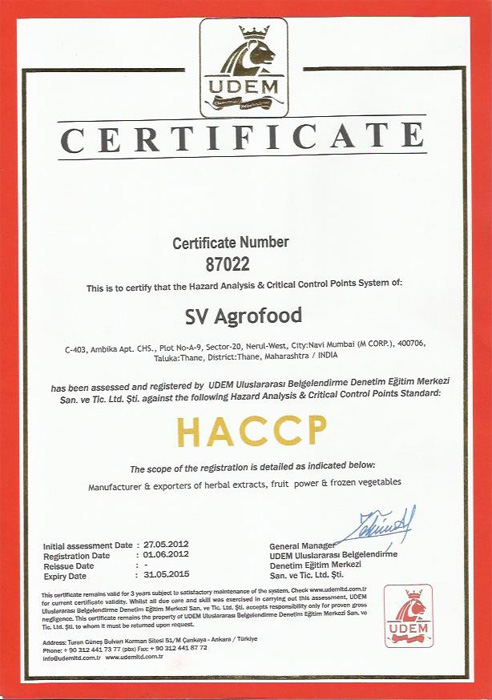 UDEM
CERTIFICATE
Certificate Number
87022
This is to certify that the Hazard Analysis & Critical Control Points System of:
SV Agrofood
C-403, Ambika Apt. CHS., Plot No-A-9, Sector-20, Nerul-West, City:Navi Mumbai (M CORP.), 400706,
Taluka:Thane, District:Thane, Maharashtra / INDIA
has been assessed and registered by UDEM Uluslararası Belgelendirme Denetim Eğitim Merkezi
San. ve Tic. Ltd. Şti. against the following Hazard Analysis & Critical Control Points Standard:
HACCP
The scope of the registration is detailed as indicated below:
Manufacturer & exporters of herbal extracts, fruit power & frozen vegetables
Initial assessment Date : 27.05.2012
Registration Date : 01.06.2012
Reissue Date : -
Expiry Date : 31.05.2015
General Manager
UDEM Uluslararası Belgelendirme
Denetim Eğitim Merkezi
San. ve Tic. Ltd. Şti.
This certificate remains valid for 3 years subject to satisfactory maintenance of the system. Check www.udemltd.com.tr
for current certificate validity. Whilst all due care and skill was exercised in carrying out this assessment, UDEM
Uluslararası Belgelendirme Denetim Eğitim Merkezi San. ve Tic. Ltd. Şti. accepts responsibility only for proven gross
negligence. This certificate remains the property of UDEM Uluslararası Belgelendirme Denetim Eğitim Merkezi San. ve
Tic. Ltd. Şti. to whom it must be returned upon request.
Address: Turan Güneş Bulvarı Korman Sitesi 51/M Çankaya - Ankara / Türkiye
Phone: + 90 312 441 73 77 (pbx) Fax: + 90 312 441 87 72
info@udemltd.com.tr www.udemltd.com.tr
UDEM